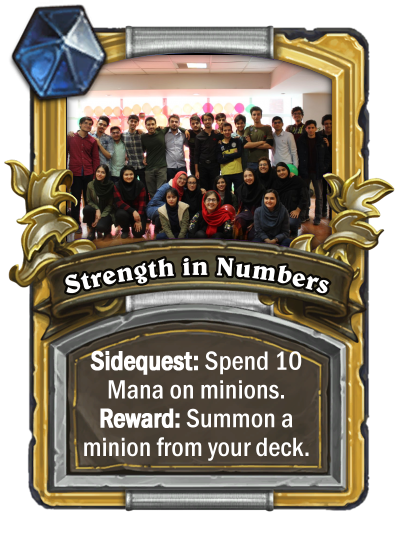 Strength in Numbers
Sidequest: Spend 10
Mana on minions.
Reward: Summon a
minion from your deck.